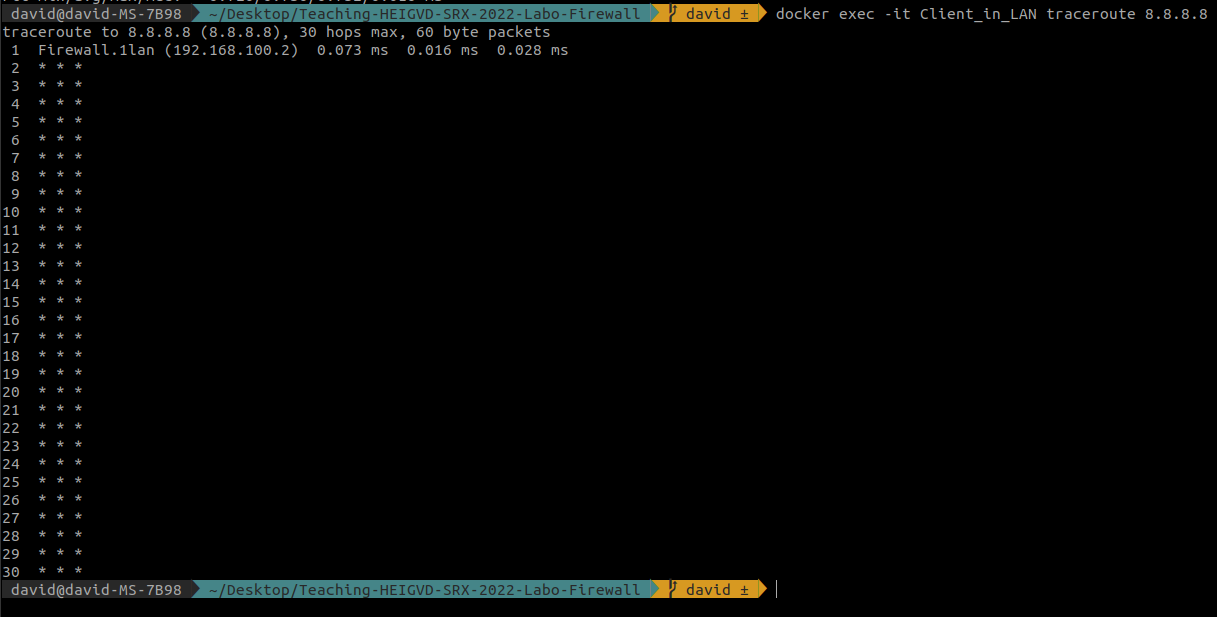 david@david-MS-7B98 ~/Desktop/Teaching-HEIGVD-SRX-2022-Labo-Firewall david ± docker exec -it Client_in_LAN traceroute 8.8.8.8
traceroute to 8.8.8.8 (8.8.8.8), 30 hops max, 60 byte packets
1 Firewall.1lan (192.168.100.2) 0.073 ms 0.016 ms 0.028 ms
2 * * *
3 * * *
4 * * *
5 * * *
6 * * *
7 * * *
8 * * *
9 * * *
10 * * *
11 * * *
12 * * *
13 * * *
14 * * *
15 * * *
16 * * *
17 * * *
18 * * *
19 * * *
20 * * *
21 * * *
22 * * *
23 * * *
24 * * *
25 * * *
26 * * *
27 * * *
28 * * *
29 * * *
30 * * *
david@david-MS-7B98 ~/Desktop/Teaching-HEIGVD-SRX-2022-Labo-Firewall david ±